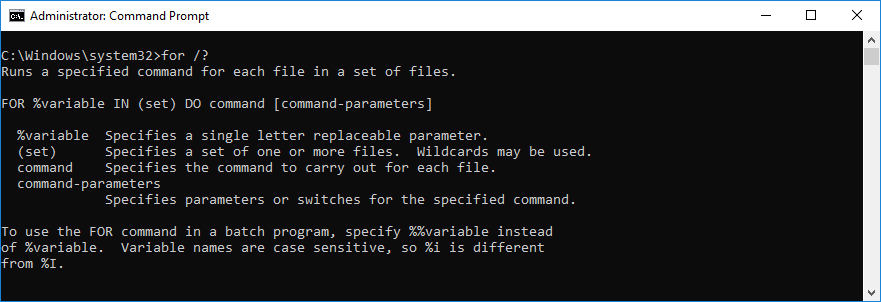 Administrator: Command Prompt
C:\Windows\system32>for /?
Runs a specified command for each file in a set of files.
FOR %variable IN (set) DO command [command-parameters]
%variable  Specifies a single letter replaceable parameter.
(set)      Specifies a set of one or more files.  Wildcards may be used.
command    Specifies the command to carry out for each file.
command-parameters
Specifies parameters or switches for the specified command.
To use the FOR command in a batch program, specify %%variable instead
of %variable.  Variable names are case sensitive, so %i is different
from %I.